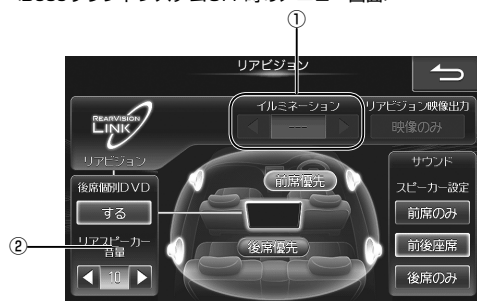 ①
リアビジョン
イルミネーション
---
リアビジョン映像出力
映像のみ
REARVISION
LINK
リアビジョン
後席個別DVD
する
②
リアスピーカー
音量
10
前席優先
後席優先
サウンド
スピーカー設定
前席のみ
前後座席
後席のみ